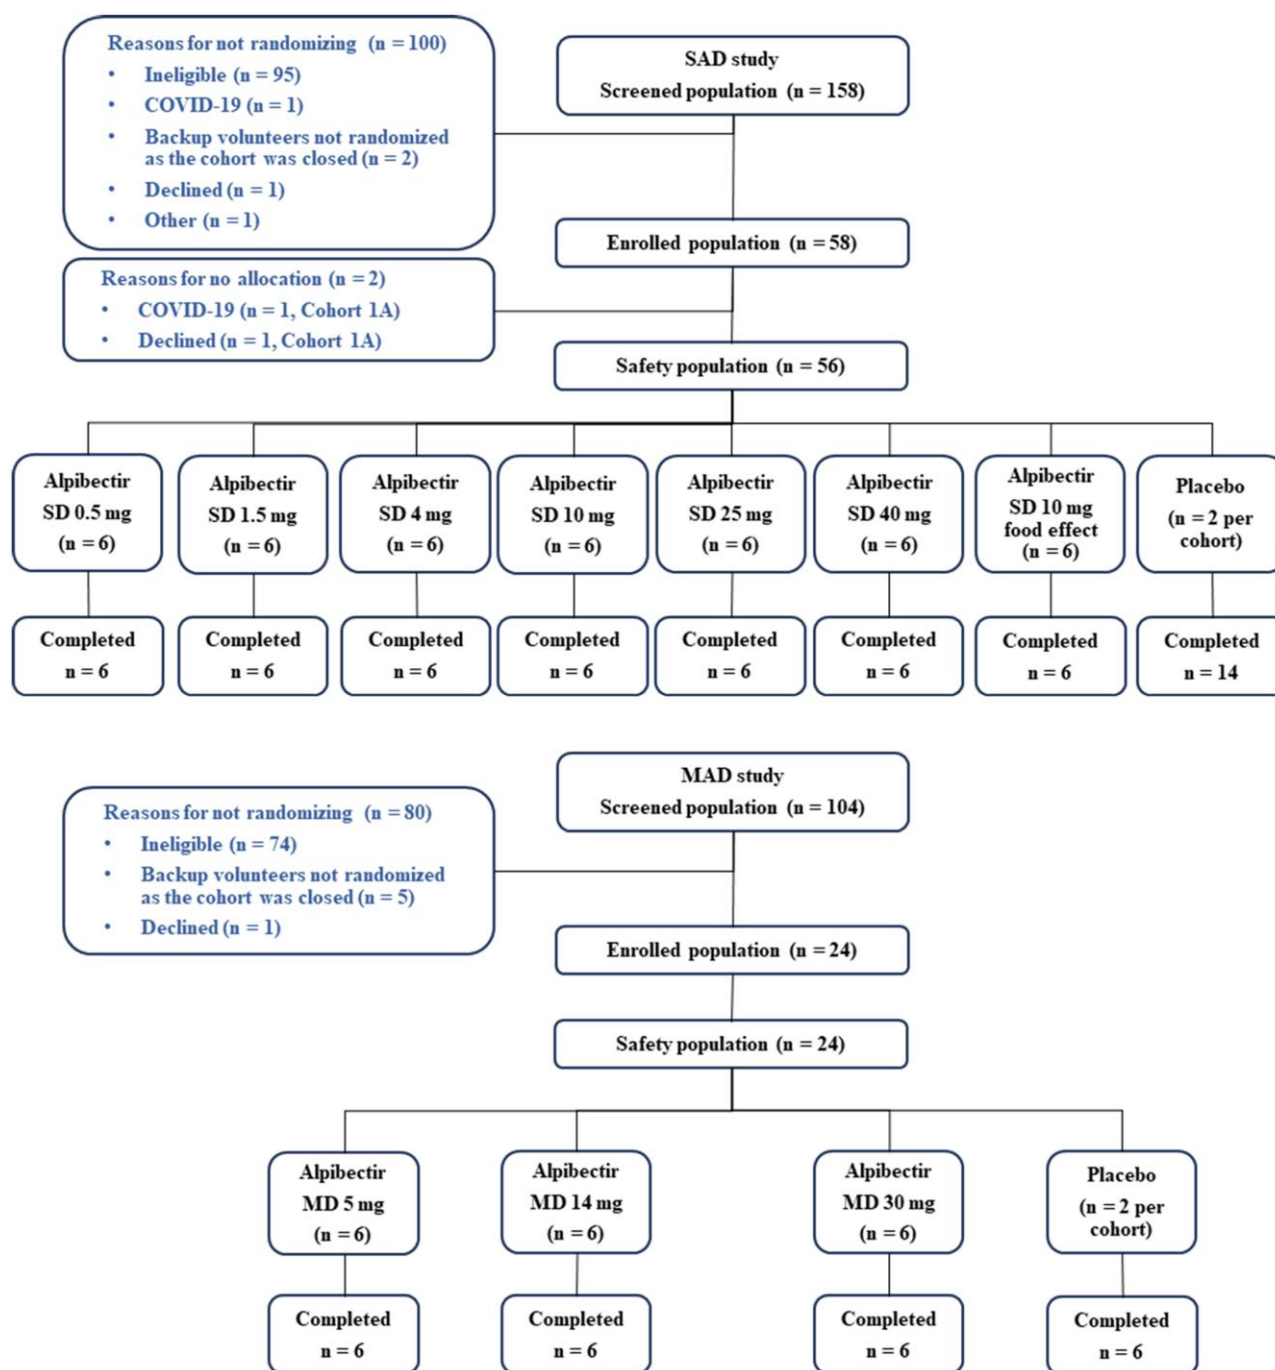 Reasons for not randomizing (n = 100)
• Ineligible (n = 95)
• COVID-19 (n = 1)
• Backup volunteers not randomized
as the cohort was closed (n = 2)
• Declined (n = 1)
• Other (n = 1)
SAD study
Screened population (n = 158)
Enrolled population (n = 58)
Reasons for no allocation (n = 2)
• COVID-19 (n = 1, Cohort 1A)
• Declined (n = 1, Cohort 1A)
Safety population (n = 56)
Alpibectir
SD 0.5 mg
(n = 6)
Alpibectir
SD 1.5 mg
(n = 6)
Alpibectir
SD 4 mg
(n = 6)
Alpibectir
SD 10 mg
(n = 6)
Alpibectir
SD 25 mg
(n = 6)
Alpibectir
SD 40 mg
(n = 6)
Alpibectir
SD 10 mg
food effect
(n = 6)
Placebo
(n = 2 per
cohort)
Completed
n = 6
Completed
n = 6
Completed
n = 6
Completed
n = 6
Completed
n = 6
Completed
n = 6
Completed
n = 6
Completed
n = 14
MAD study
Screened population (n = 104)
Reasons for not randomizing (n = 80)
• Ineligible (n = 74)
• Backup volunteers not randomized
as the cohort was closed (n = 5)
• Declined (n = 1)
Enrolled population (n = 24)
Safety population (n = 24)
Alpibectir
MD 5 mg
(n = 6)
Alpibectir
MD 14 mg
(n = 6)
Alpibectir
MD 30 mg
(n = 6)
Placebo
(n = 2 per
cohort)
Completed
n = 6
Completed
n = 6
Completed
n = 6
Completed
n = 6